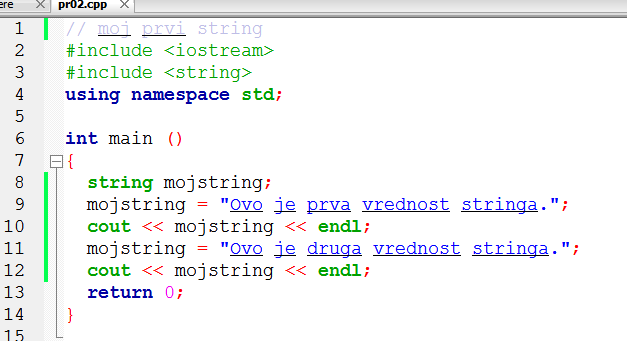 ere pr02.cpp
1 // moj prvi string
2 #include <iostream>
3 #include <string>
4 using namespace std;
5
6 int main ()
7 {
8 string mojstring;
9 mojstring = "Ovo je prva vrednost stringa.";
10 cout << mojstring << endl;
11 mojstring = "Ovo je druga vrednost stringa.";
12 cout << mojstring << endl;
13 return 0;
14 }
15